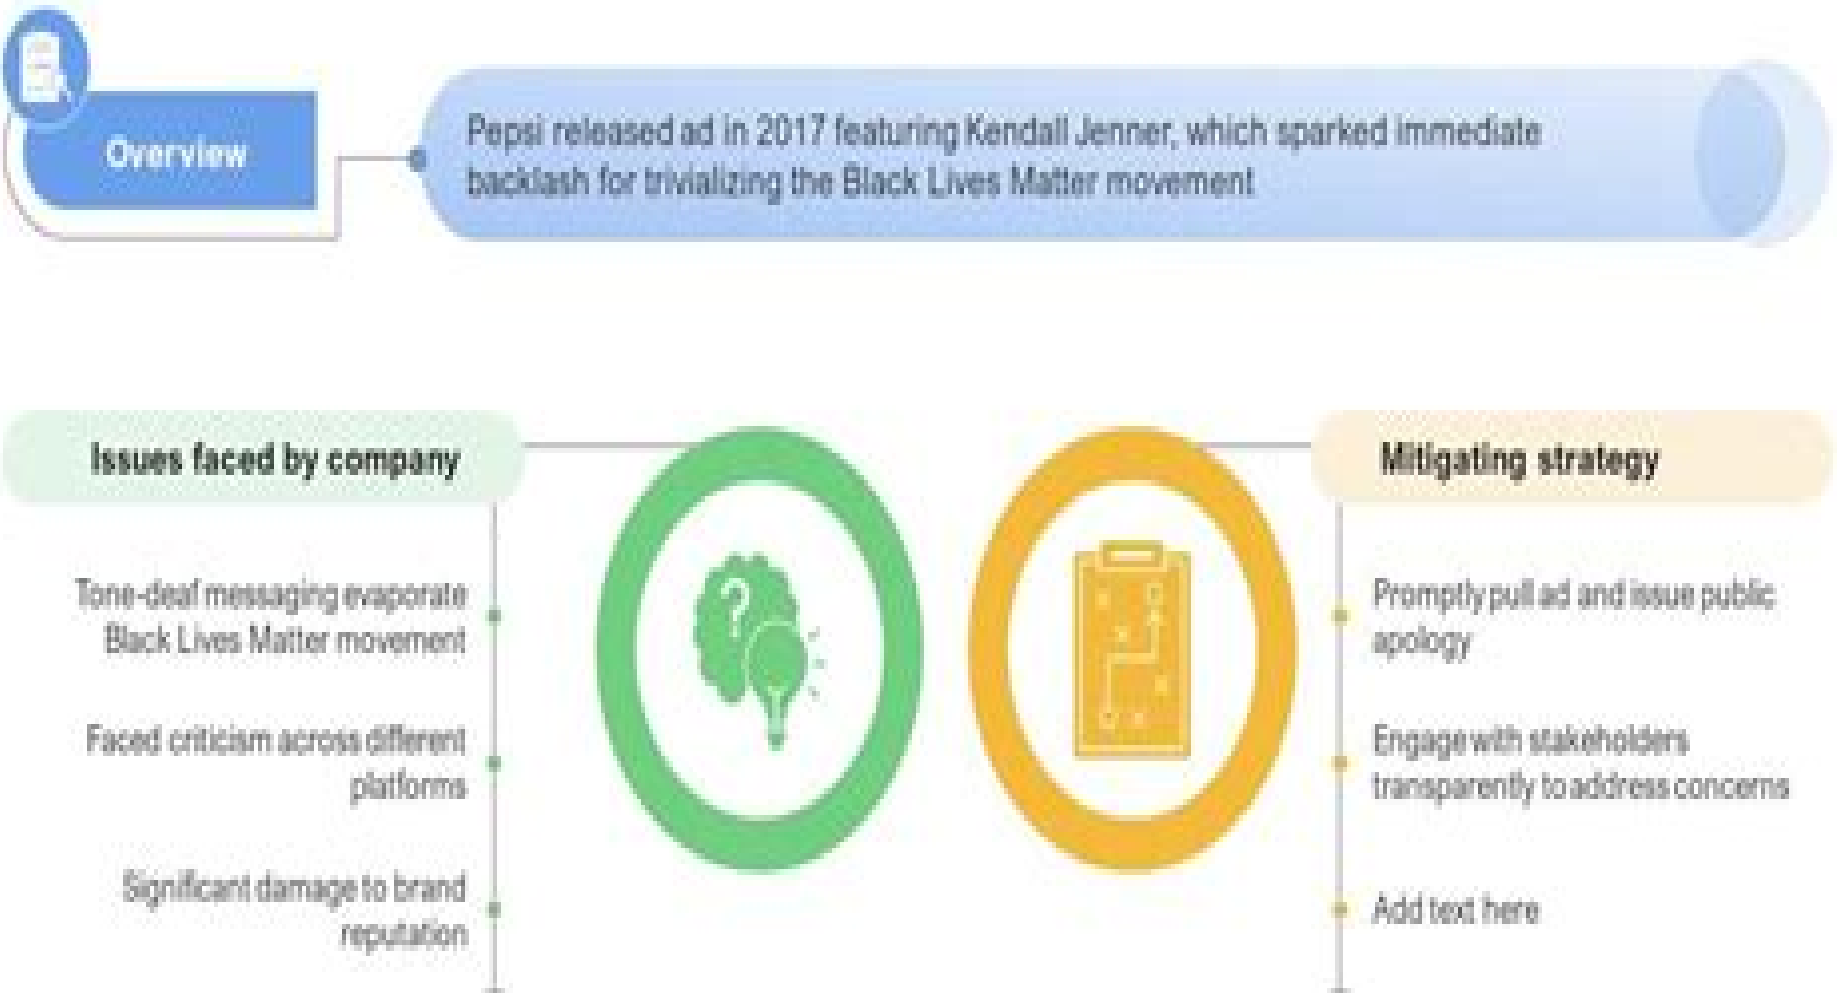 Overview
Pepsi released ad in 2017 featuring Kendall Jenner, which sparked immediate
backlash for trivializing the Black Lives Matter movement
Issues faced by company
Tone-deaf messaging evaporate
Black Lives Matter movement
Faced criticism across different
platforms
Significant damage to brand
reputation
Mitigating strategy
Promptly pull ad and issue public
apology
Engage with stakeholders
transparently to address concerns
Add text here